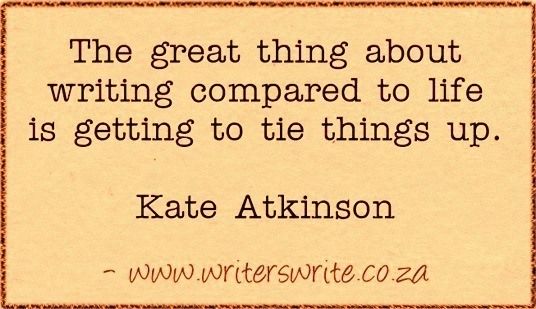 The great thing about
writing compared to life
is getting to tie things up.
Kate Atkinson
- www.writerswrite.co.za